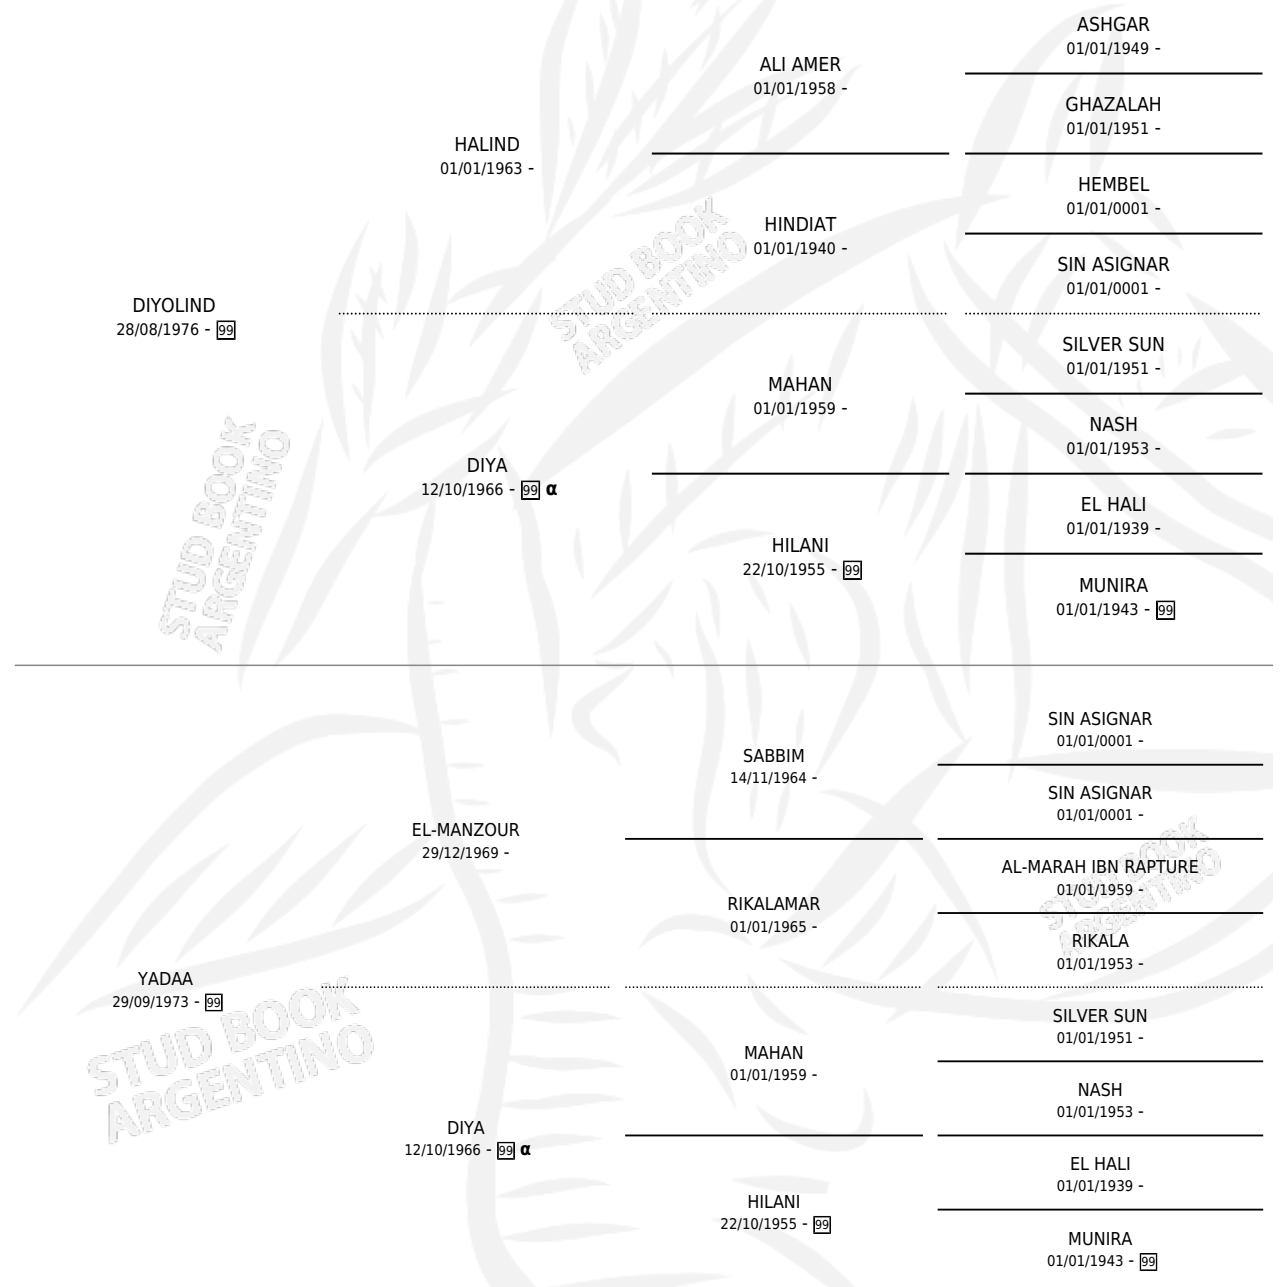 ASHGAR
01/01/1949 -
ALI AMER
01/01/1958 -
GHAZALAH
01/01/1951 -
HALIND
01/01/1963 -
HEMBEL
01/01/0001 -
HINDIAT
01/01/1940 -
SIN ASIGNAR
01/01/0001 -
DIYOLIND
28/08/1976 - 99
SILVER SUN
01/01/1951 -
MAHAN
01/01/1959 -
NASH
01/01/1953 -
DIYA
12/10/1966 - 99 α
EL HALI
01/01/1939 -
HILANI
22/10/1955 - 99
MUNIRA
01/01/1943 - 99
STUD BOOK
ARGENTINO
STUD BOOK
ARGENTINO
SIN ASIGNAR
01/01/0001 -
SABBIM
14/11/1964 -
SIN ASIGNAR
01/01/0001 -
EL-MANZOUR
29/12/1969 -
AL-MARAH IBN RAPTURE
01/01/1959 -
RIKALAMAR
01/01/1965 -
RIKALA
01/01/1953 -
YADAA
29/09/1973 - 99
SILVER SUN
01/01/1951 -
MAHAN
01/01/1959 -
NASH
01/01/1953 -
DIYA
12/10/1966 - 99 α
EL HALI
01/01/1939 -
HILANI
22/10/1955 - 99
MUNIRA
01/01/1943 - 99
STUD BOOK
ARGENTINO
STUD BOOK
ARGENTINO